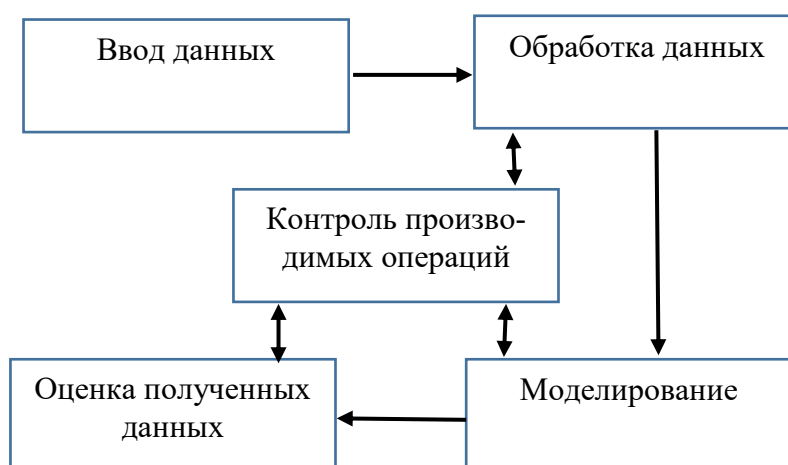 Ввод данных
Обработка данных
Контроль произво-
димых операций
Оценка полученных
данных
Моделирование